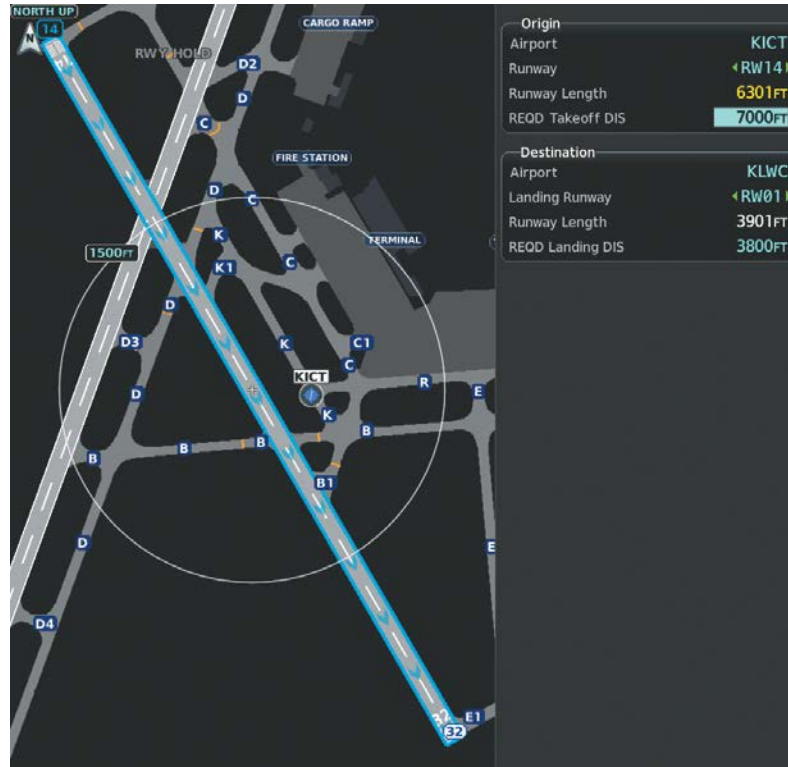 NORTH UP
14
N
RWY HOLD
CARGO RAMP
D2
D
C
FIRE STATION
D
C
K
TERMINAL
1500FT
K1
C
D
D3
K
C1
C
KICT
R
D
E
K
B
B
B
B
B1
D
E
D4
E1
32
32
Origin
Airport KICT
Runway RW14
Runway Length 6301FT
REQD Takeoff DIS 7000FT
Destination
Airport KLWC
Landing Runway RW01
Runway Length 3901FT
REQD Landing DIS 3800FT